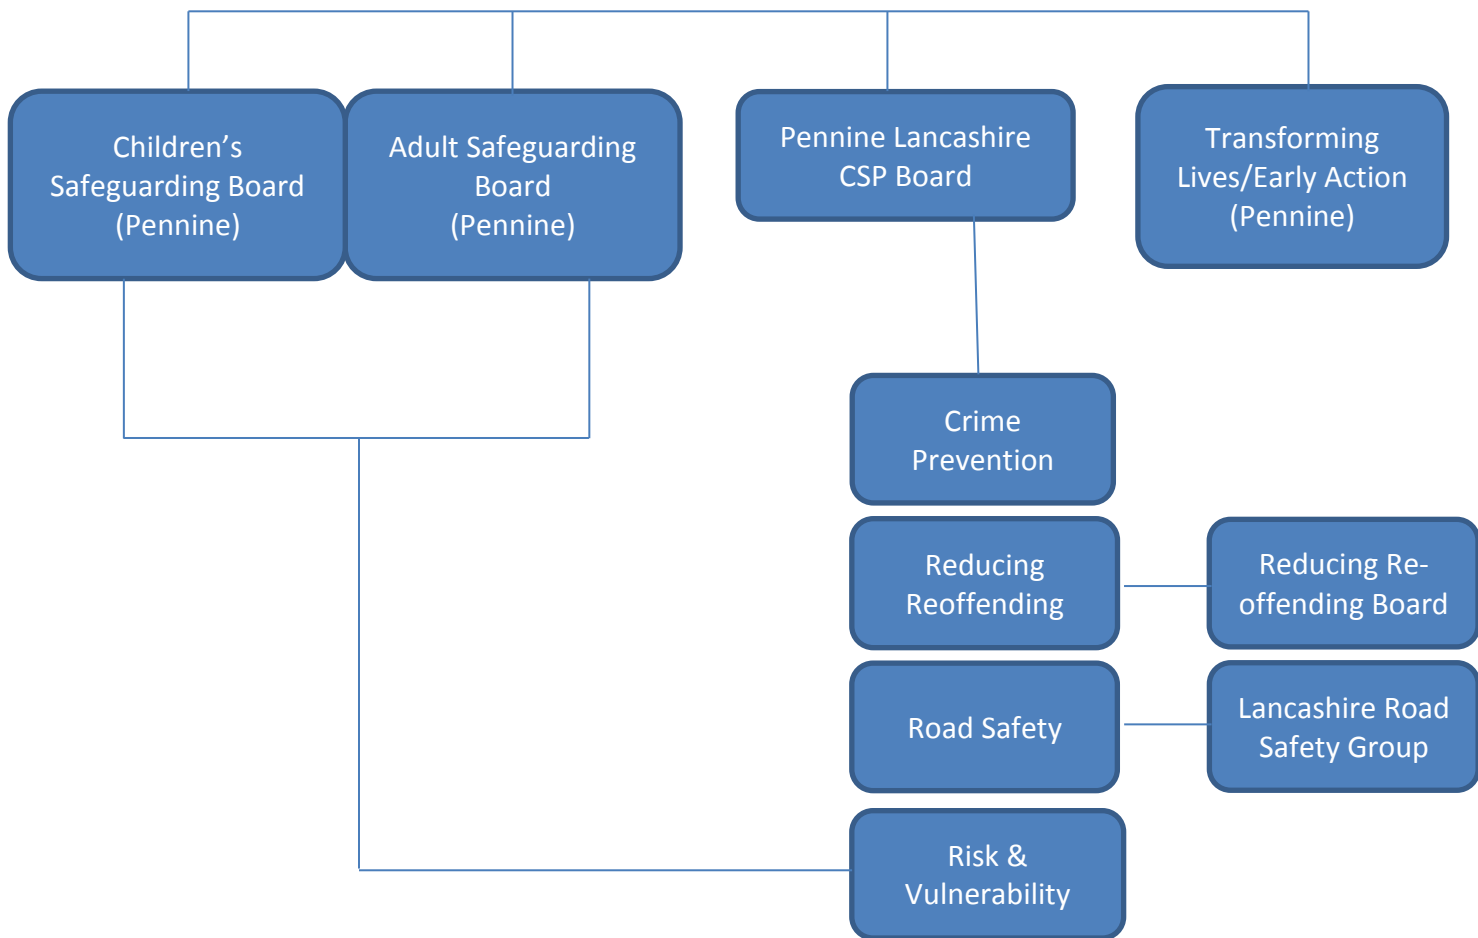 Children’s
Safeguarding Board
(Pennine)
Adult Safeguarding
Board
(Pennine)
Pennine Lancashire
CSP Board
Transforming
Lives/Early Action
(Pennine)
Crime
Prevention
Reducing
Reoffending
Reducing Re-
offending Board
Road Safety
Lancashire Road
Safety Group
Risk &
Vulnerability